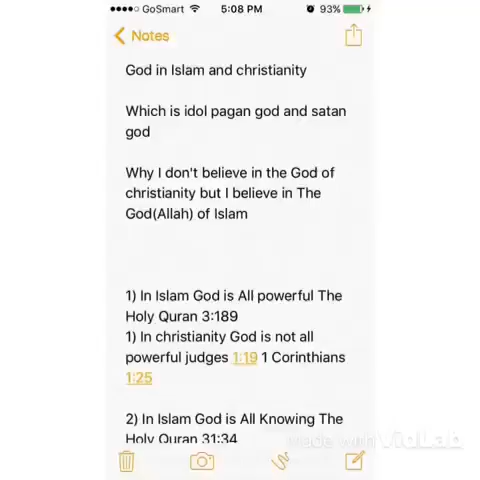 GoSmart 5:08 PM 93%
Notes
God in Islam and christianity
Which is idol pagan god and satan
god
Why I don't believe in the God of
christianity but I believe in The
God(Allah) of Islam
1) In Islam God is All powerful The
Holy Quran 3:189
1) In christianity God is not all
powerful judges 1:19 1 Corinthians
1:25
2) In Islam God is All Knowing The
Holy Quran 31:34
made with VidLab